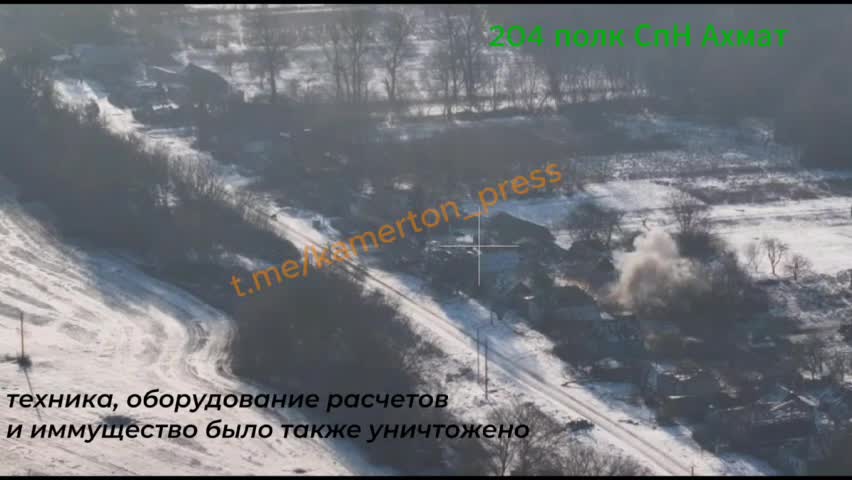 204 полк СпН Ахмат
t.me/kamerton_press
техника, оборудование расчетов
и иммущество было также уничтожено